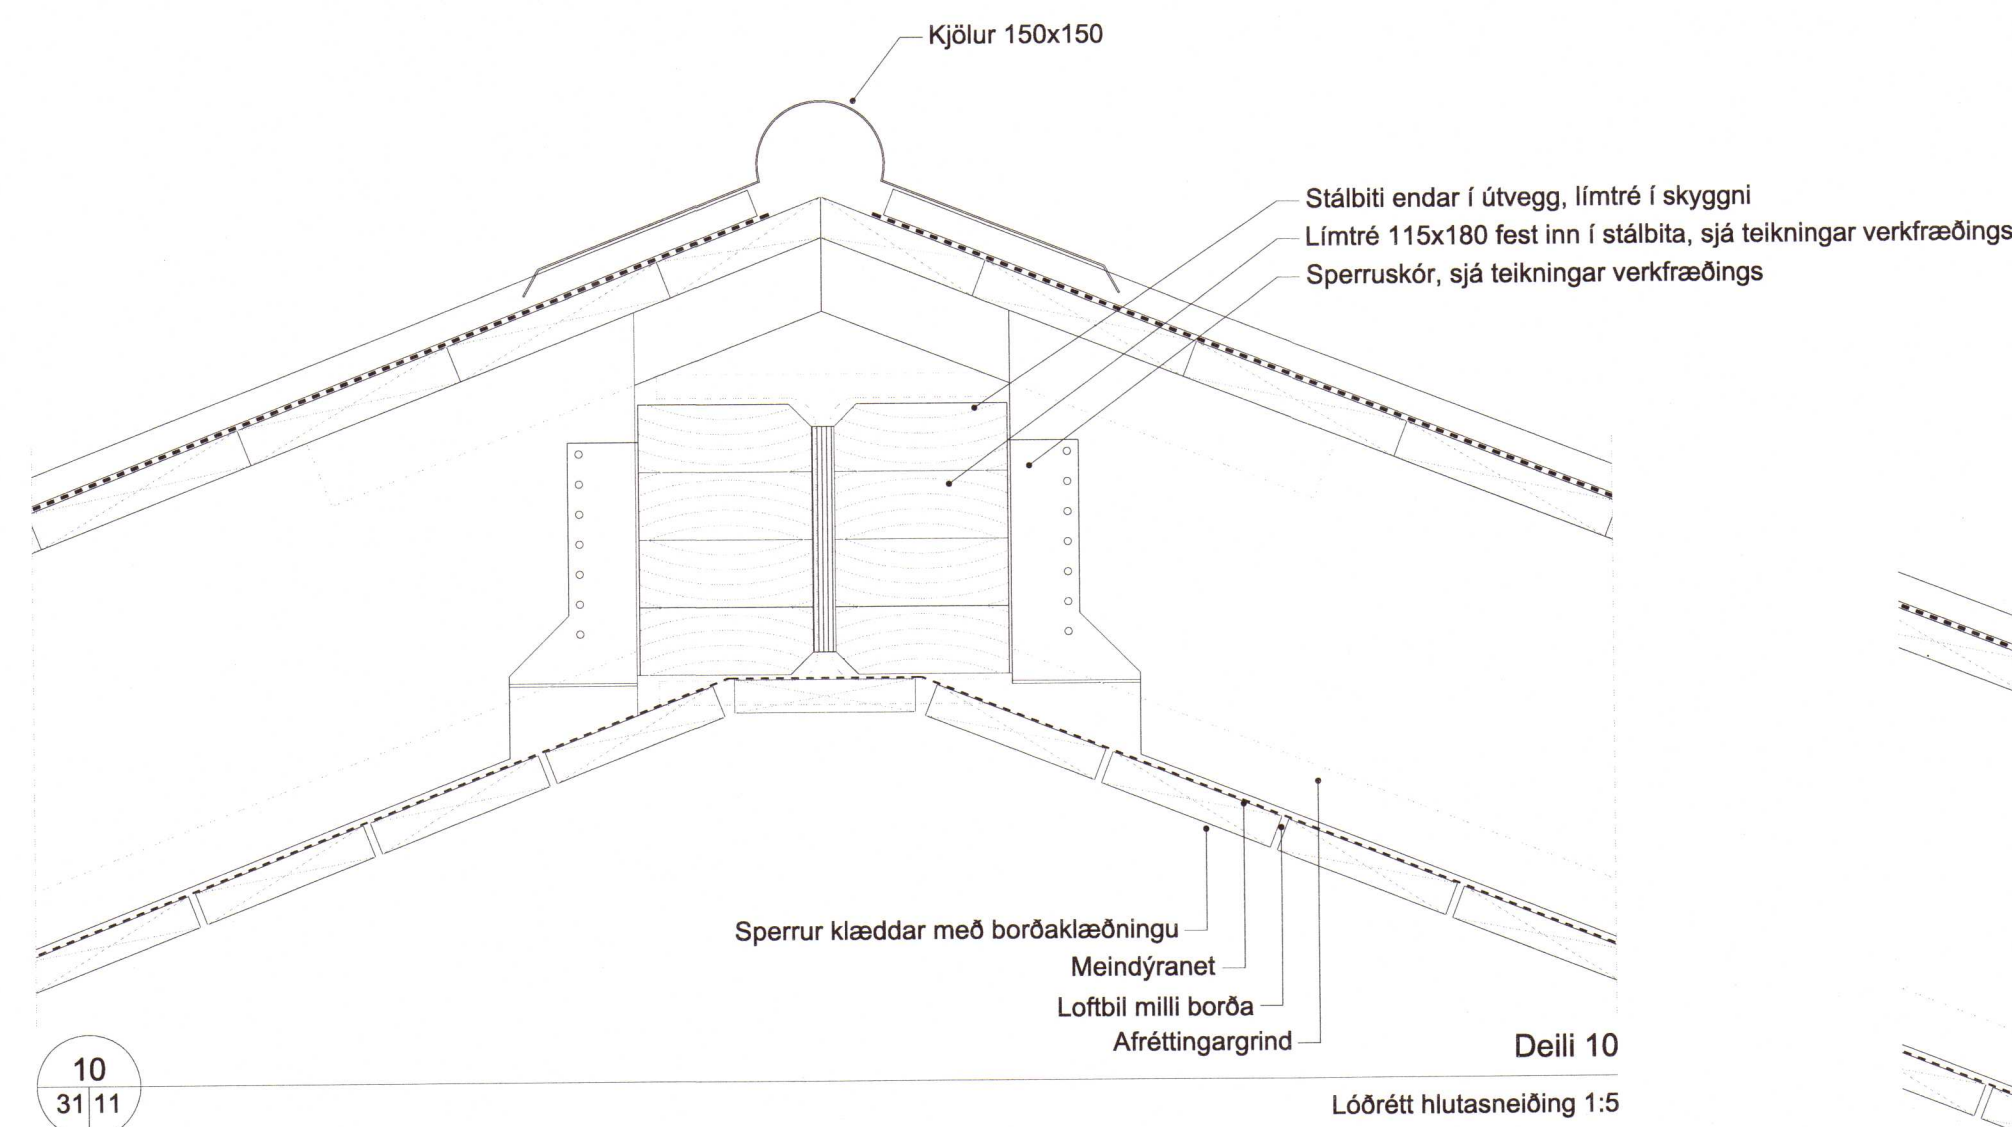 Kjölur 150x150
Stálbiti endar í útvegg, límtré í skyggni
Límtré 115x180 fest inn í stálbita, sjá teikningar verkfræðings
Sperruskór, sjá teikningar verkfræðings
Sperrur klæddar með borðaklæðningu
Meindýranet
Loftbil milli borða
Afréttingargrind
Deili 10
10
31 11
Lóðrétt hlutasneiðing 1:5